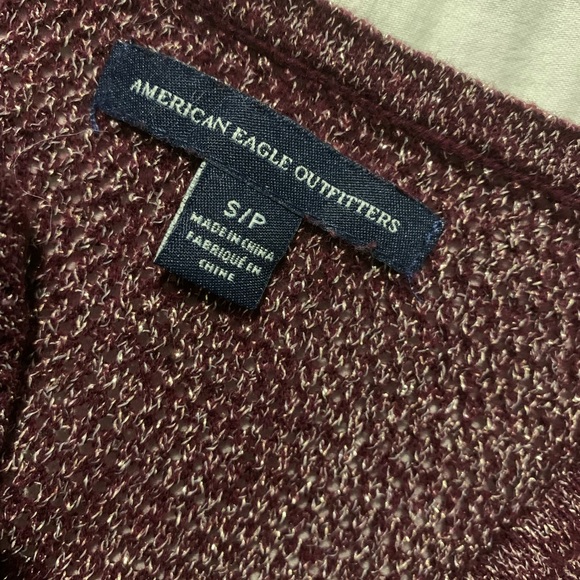 AMERICAN EAGLE OUTFITTERS
S/P
MADE IN CHINA
FABRIQUÉ EN
CHINE